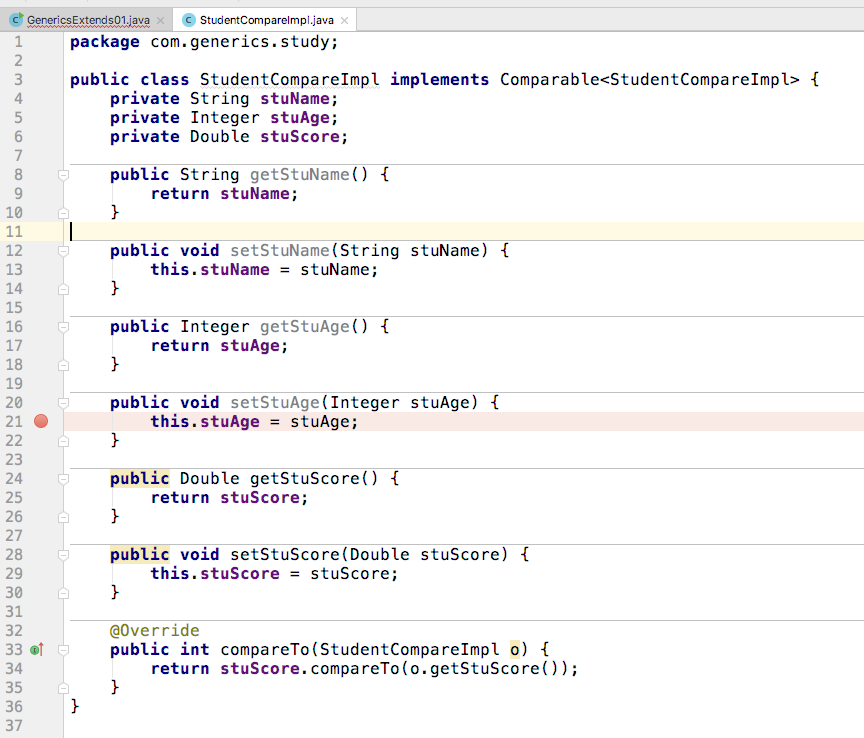 GenericsExtends01.java StudentCompareImpl.java
1 package com.generics.study;
2
3 public class StudentCompareImpl implements Comparable<StudentCompareImpl> {
4 private String stuName;
5 private Integer stuAge;
6 private Double stuScore;
7
8 public String getStuName() {
9 return stuName;
10 }
11
12 public void setStuName(String stuName) {
13 this.stuName = stuName;
14 }
15
16 public Integer getStuAge() {
17 return stuAge;
18 }
19
20 public void setStuAge(Integer stuAge) {
21 this.stuAge = stuAge;
22 }
23
24 public Double getStuScore() {
25 return stuScore;
26 }
27
28 public void setStuScore(Double stuScore) {
29 this.stuScore = stuScore;
30 }
31
32 @Override
33 public int compareTo(StudentCompareImpl o) {
34 return stuScore.compareTo(o.getStuScore());
35 }
36 }
37